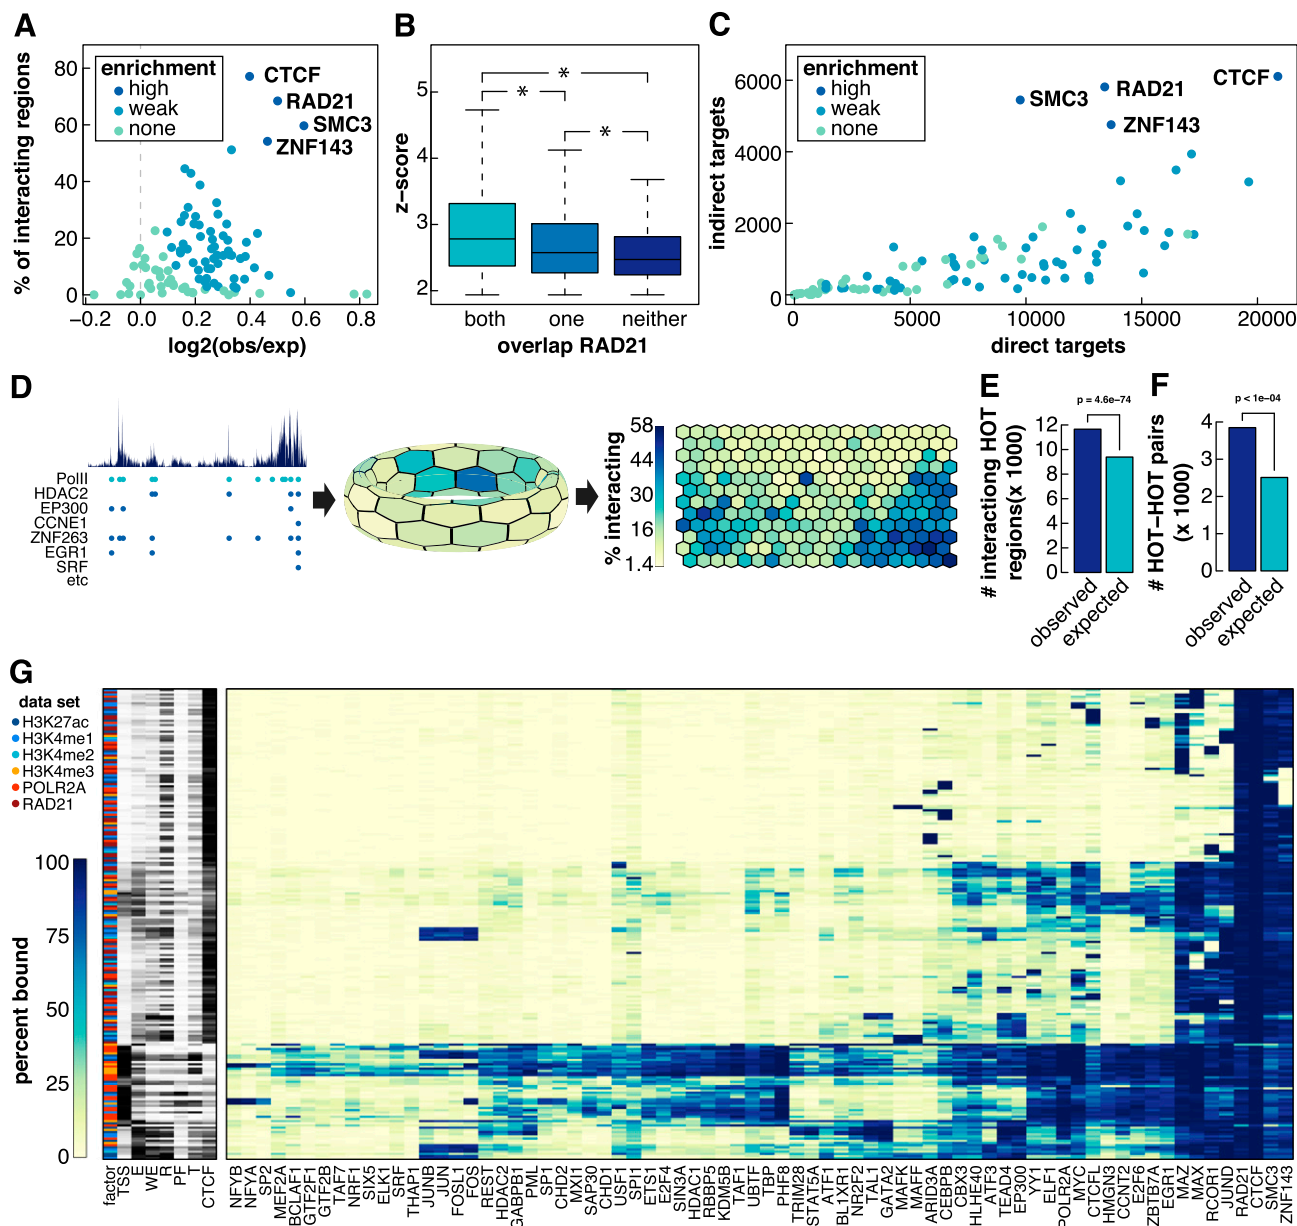 A
% of interacting regions
80
60
40
20
0
enrichment
high
weak
none
CTCF
RAD21
SMC3
ZNF143
−0.2
0.0
0.2
0.4
0.6
0.8
log2(obs/exp)
B
z−score
5
4
3
2
*
*
*
both
one
neither
overlap RAD21
C
indirect targets
6000
4000
2000
0
enrichment
high
weak
none
SMC3
RAD21
ZNF143
CTCF
0
5000
10000
15000
20000
direct targets
D
PolII
HDAC2
EP300
CCNE1
ZNF263
EGR1
SRF
etc
% interacting
58
44
30
16
1.4
E
# interactiong HOT
regions(x 1000)
p = 4.6e−74
12
10
8
6
4
2
0
observed
expected
F
# HOT−HOT pairs
(x 1000)
p < 1e−04
4
3
2
1
0
observed
expected
G
data set
H3K27ac
H3K4me1
H3K4me2
H3K4me3
POLR2A
RAD21
percent bound
100
75
50
25
0
factor
TSS
E
WE
R
PF
T
CTCF
NFYB
NFYA
SP2
MEF2A
BCLAF1
GTF2F1
GTF2B
TAF7
NRF1
SIX5
ELK1
SRF
THAP1
JUNB
JUN
FOSL1
FOS
REST
HDAC2
GABPB1
PML
SP1
CHD2
MXI1
SAP30
CHD1
USF1
SPI1
ETS1
E2F4
SIN3A
HDAC1
RBBP5
KDM5B
TAF1
UBTF
TBP
PHF8
TRIM28
STAT5A
ATF1
BL1XR1
NR2F2
TAL1
GATA2
MAFK
MAFF
ARID3A
CEBPB
CBX3
HLHE40
ATF3
TEAD4
EP300
YY1
ELF1
POLR2A
MYC
CTCFL
HMGN3
CCNT2
E2F6
ZBTB7A
EGR1
MAZ
MAX
RCOR1
JUND
RAD21
CTCF
SMC3
ZNF143